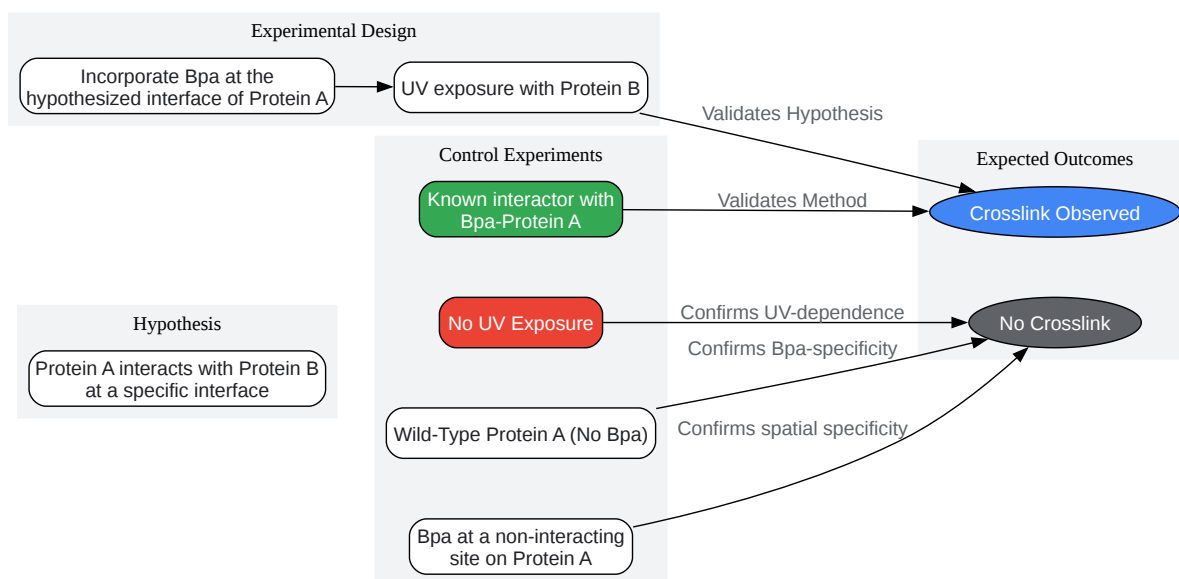 Experimental Design
Incorporate Bpa at the
hypothesized interface of Protein A
UV exposure with Protein B
Validates Hypothesis
Control Experiments
Expected Outcomes
Known interactor with
Bpa-Protein A
Validates Method
Crosslink Observed
Hypothesis
Protein A interacts with Protein B
at a specific interface
No UV Exposure
Confirms UV-dependence
No Crosslink
Confirms Bpa-specificity
Wild-Type Protein A (No Bpa)
Confirms spatial specificity
Bpa at a non-interacting
site on Protein A